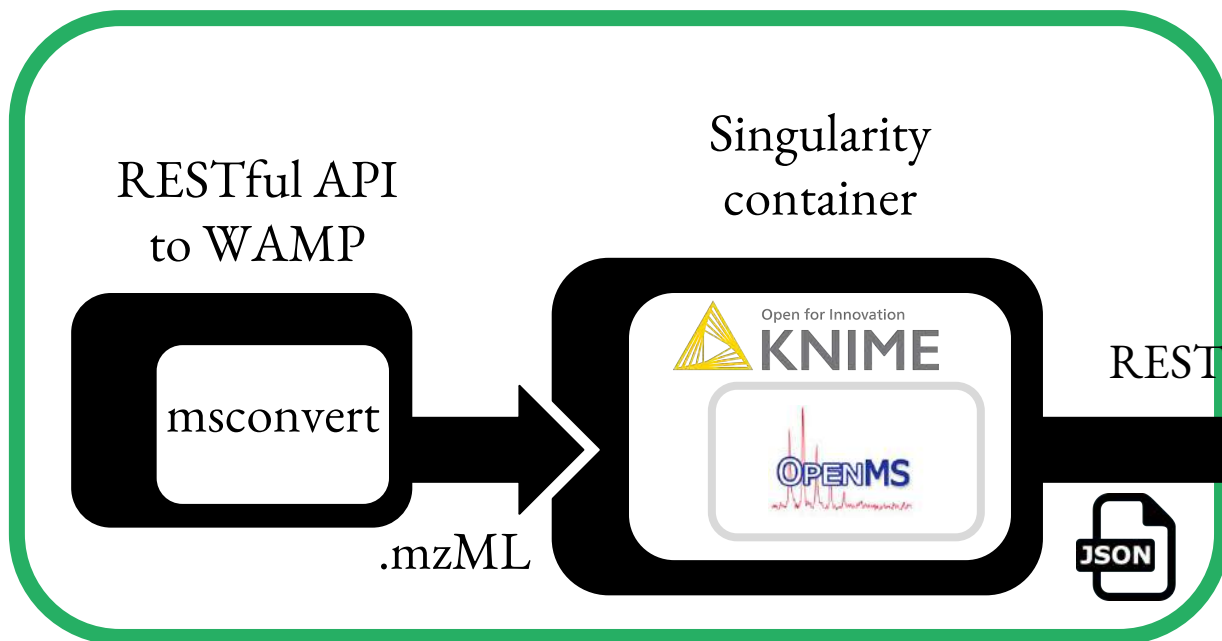 RESTful API
to WAMP
msconvert
.mzML
Singularity
container
Open for Innovation
KNIME
OPENMS
REST
JSON